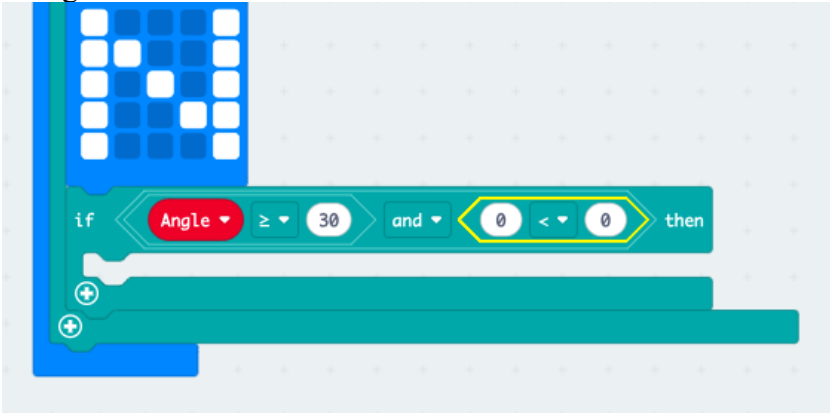 if Angle ≥ 30 and 0 < 0 then